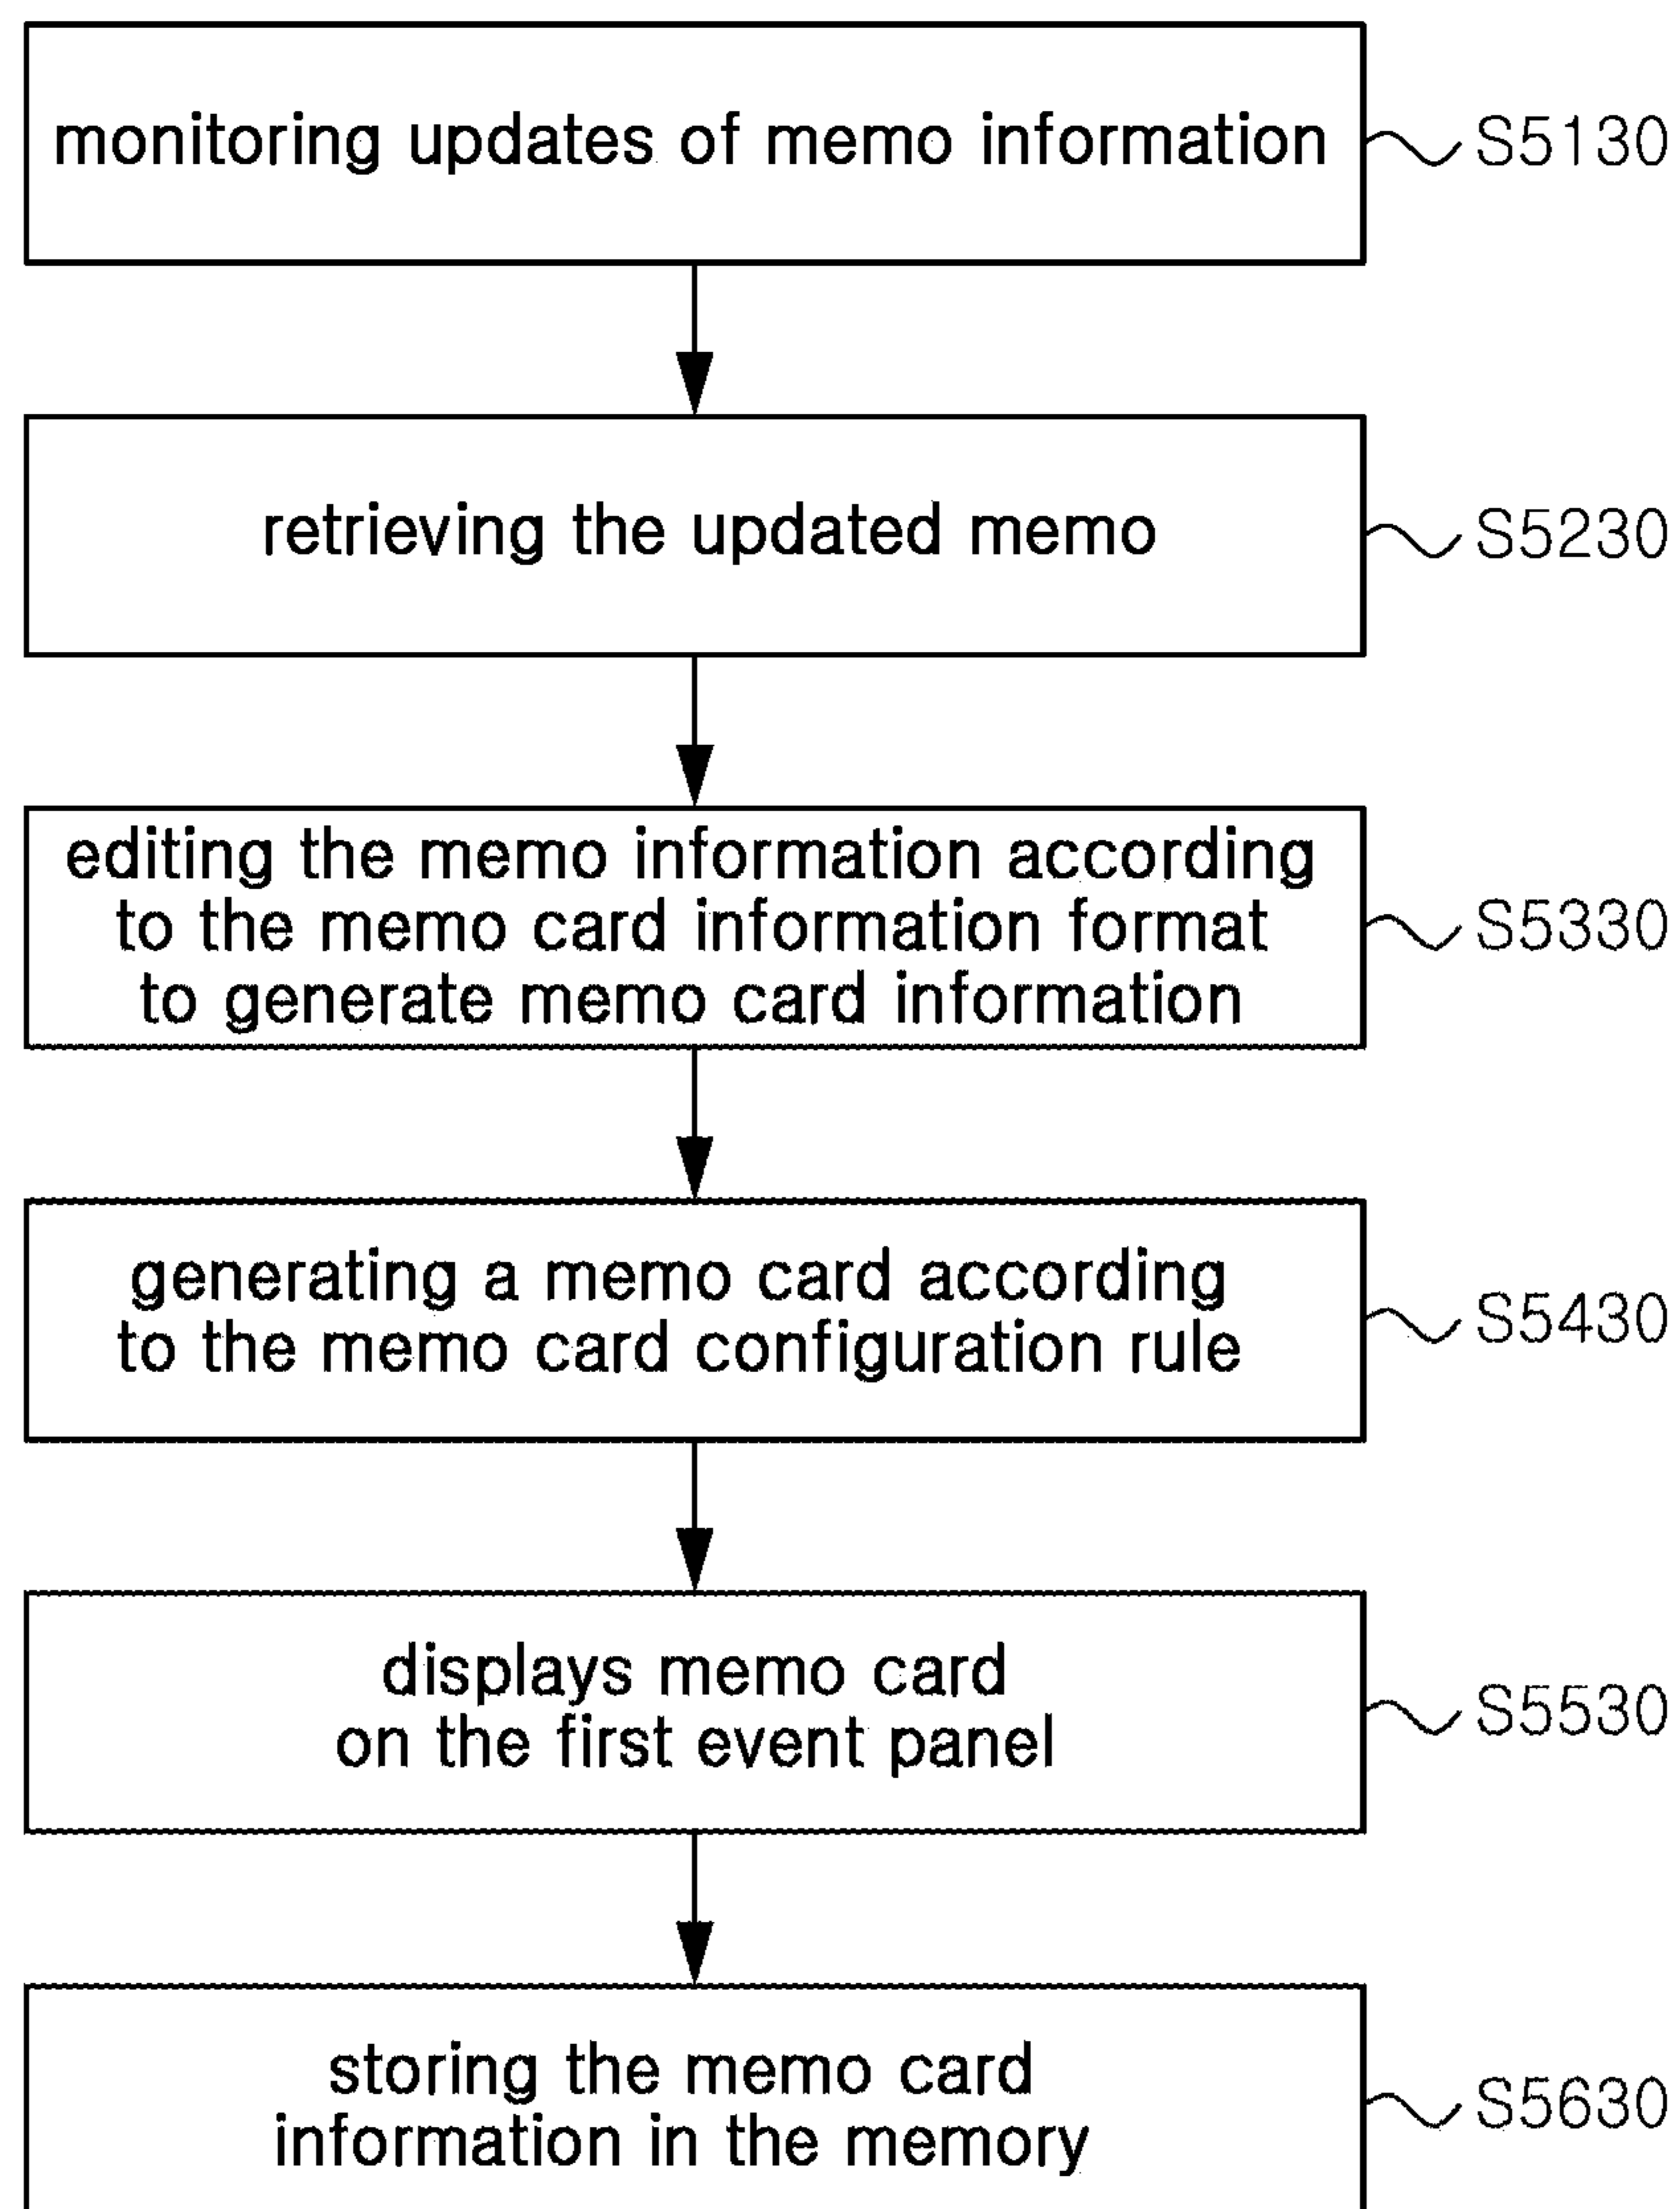 monitoring updates of memo information
S5130
retrieving the updated memo
S5230
editing the memo information according
to the memo card information format
to generate memo card information
S5330
generating a memo card according
to the memo card configuration rule
S5430
displays memo card
on the first event panel
S5530
storing the memo card
information in the memory
S5630